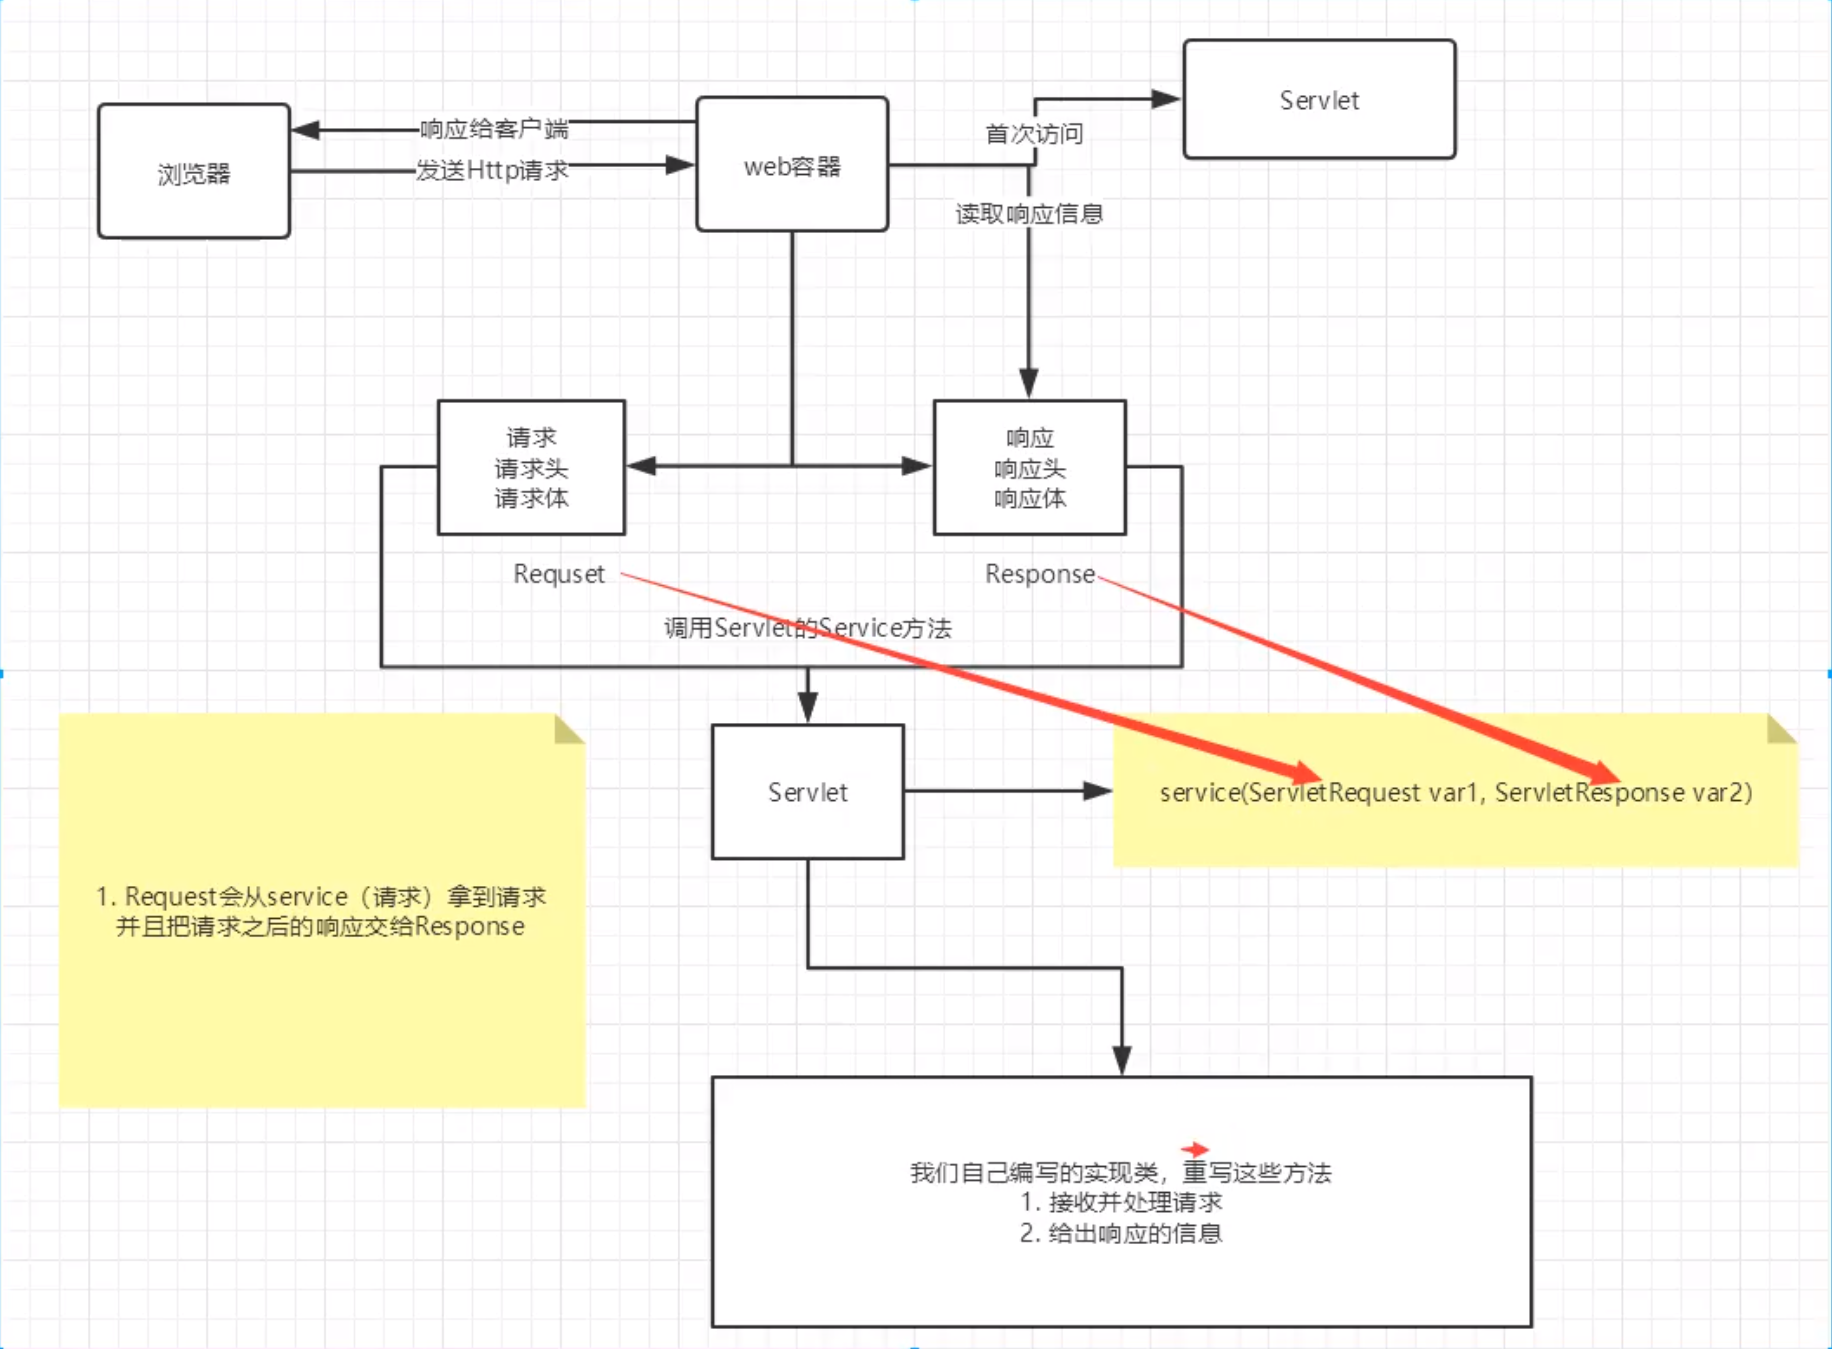 Servlet
响应给客户端
首次访问
浏览器
发送Http请求
web容器
读取响应信息
请求
请求头
请求体
响应
响应头
响应体
Requset
Response
调用Servlet的Service方法
Servlet
service(ServletRequest var1, ServletResponse var2)
1. Request会从service（请求）拿到请求
并且把请求之后的响应交给Response
我们自己编写的实现类，重写这些方法
1. 接收并处理请求
2. 给出响应的信息